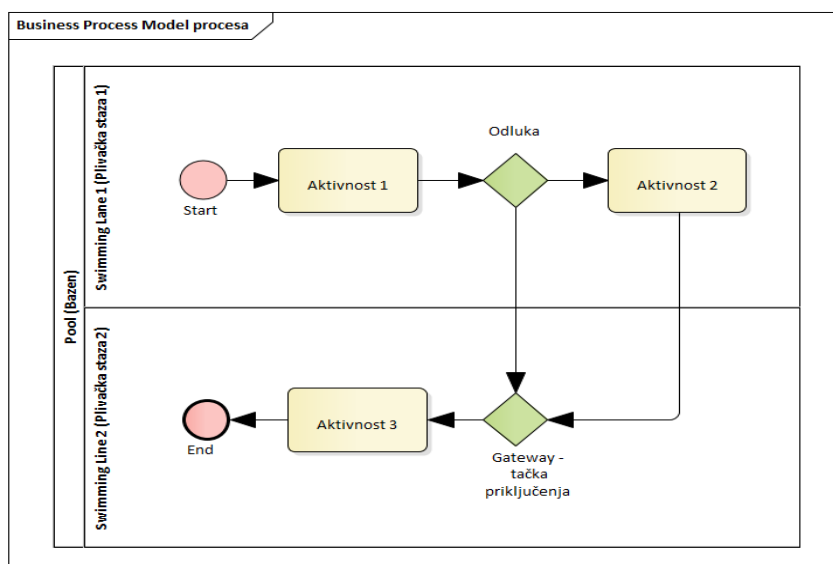 Business Process Model procesa
Pool (Bazen)
Swimming Lane 1 (Plivačka staza 1)
Odluka
Aktivnost 1
Aktivnost 2
Start
Swimming Line 2 (Plivačka staza 2)
Aktivnost 3
End
Gateway -
tačka
priključenja